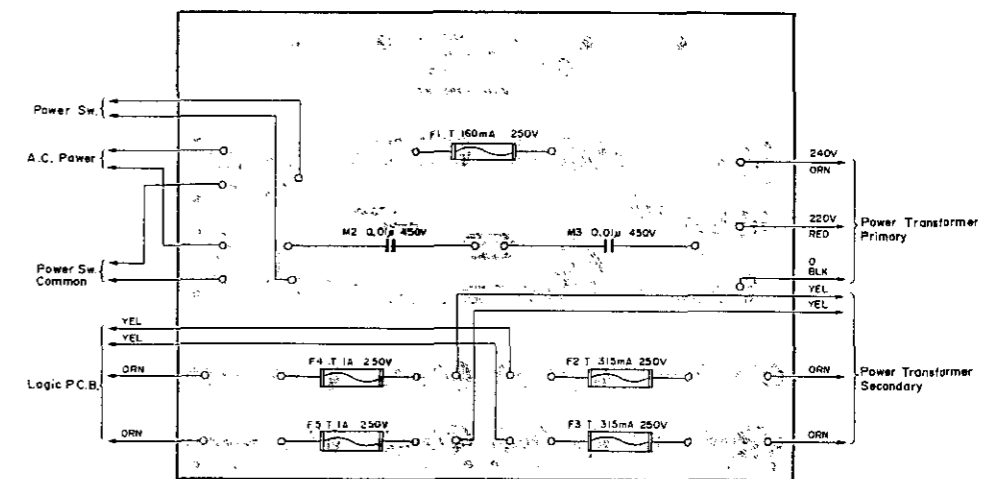 Power Sw.
F1 T 160mA 250V
A.C. Power
240V
ORN
M2 0.01μ 450V
M3 0.01μ 450V
220V
RED
Power Transformer
Primary
Power Sw.
Common
0
BLK
YEL
YEL
YEL
YEL
F4 T 1A 250V
F2 T 315mA 250V
ORN
ORN
Logic P.C.B.
Power Transformer
Secondary
F5 T 1A 250V
F3 T 315mA 250V
ORN
ORN